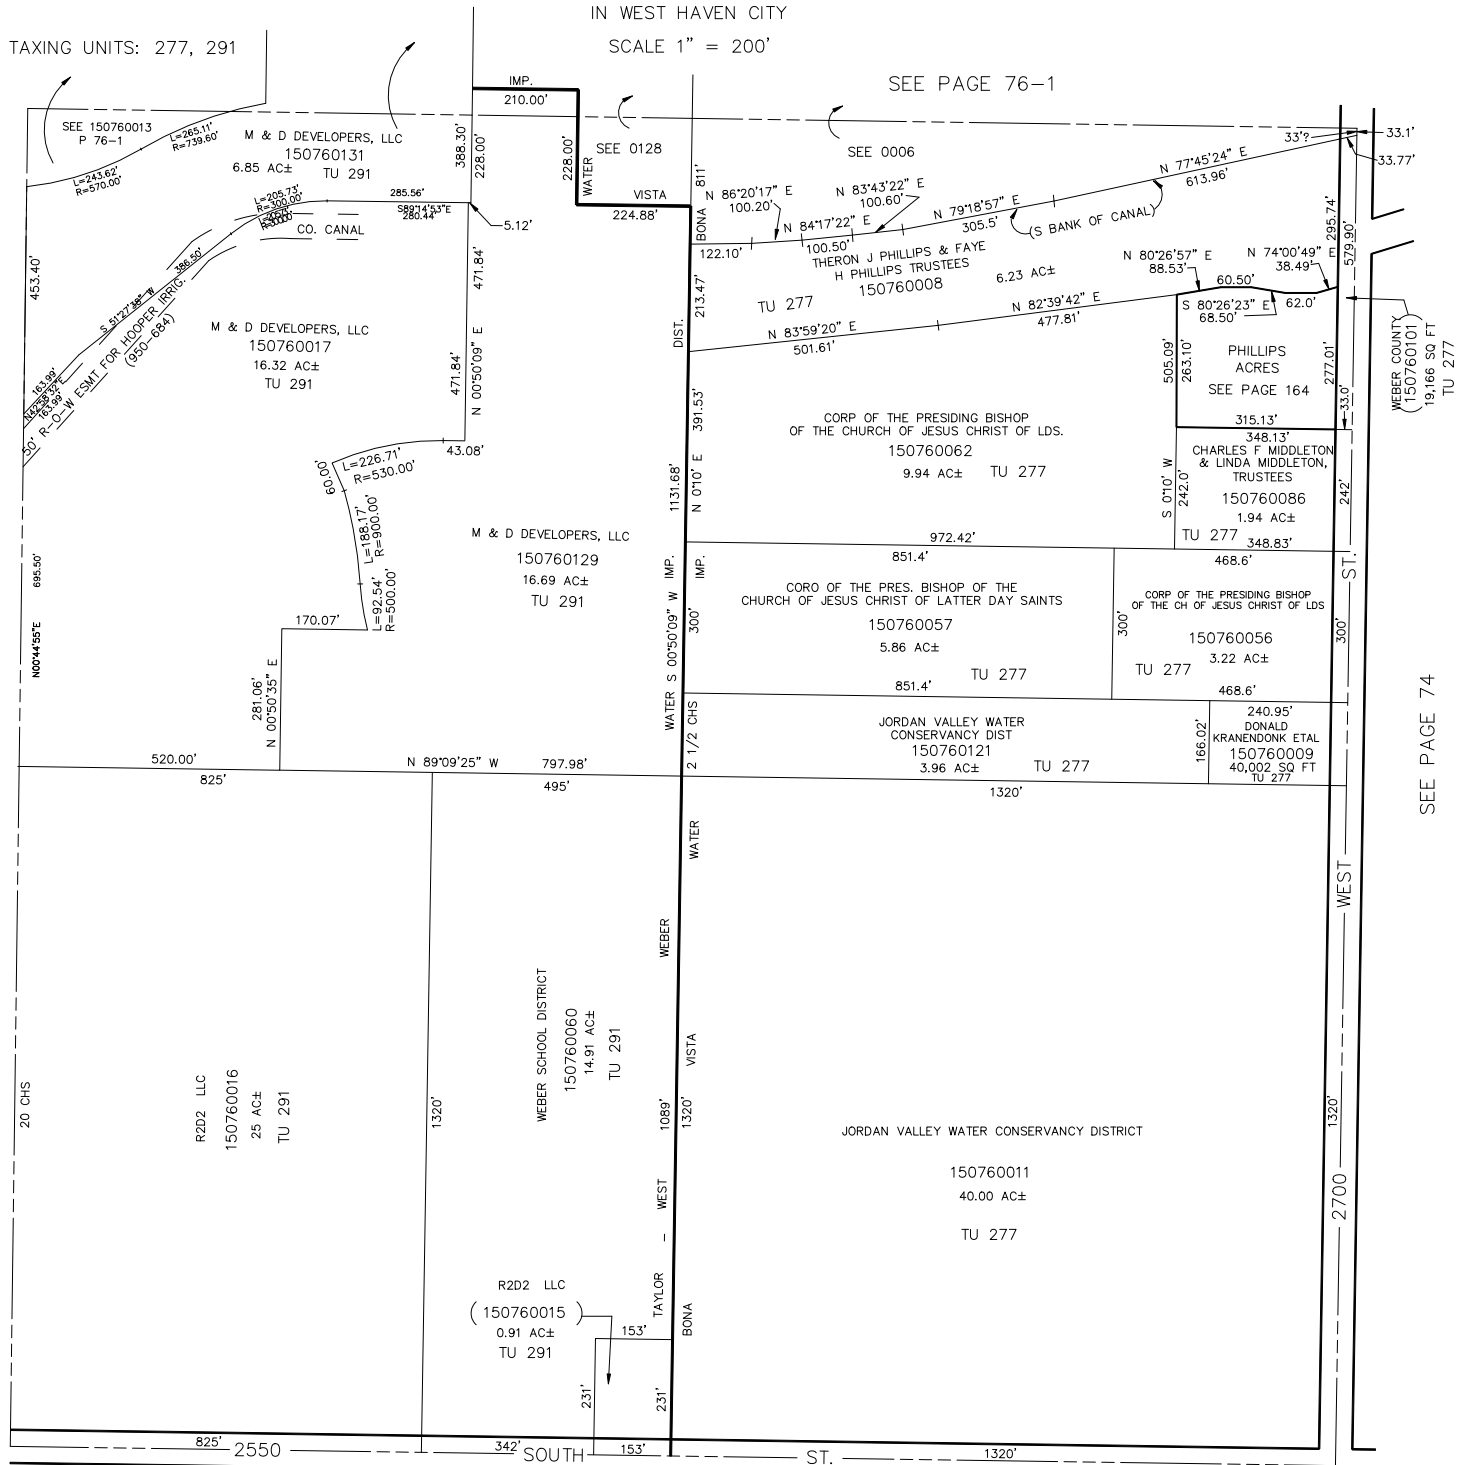 IN WEST HAVEN CITY
TAXING UNITS: 277, 291
SCALE 1" = 200'
SEE PAGE 76-1
IMP.
210.00'
SEE 150760013
P 76-1
L=265.11'
R=739.60'
L=243.62'
R=570.00'
M & D DEVELOPERS, LLC
150760131
6.85 AC±
TU 291
388.30'
228.00'
228.00'
WATER
SEE 0128
VISTA
224.88'
811'
BONA
SEE 0006
33'?
33.1'
33.77'
N 77°45'24" E
613.96'
N 86°20'17" E
100.20'
N 83°43'22" E
100.60'
N 79°18'57" E
305.5'
(S BANK OF CANAL)
N 84°17'22" E
100.50'
122.10'
THERON J PHILLIPS & FAYE
H PHILLIPS TRUSTEES
150760008
6.23 AC±
TU 277
213.47'
DIST.
N 83°59'20" E
501.61'
N 82°39'42" E
477.81'
N 80°26'57" E
88.53'
N 74°00'49" E
38.49'
60.50'
S 80°26'23" E
68.50'
62.0'
295.74'
579.90'
L=205.73'
R=300.00'
285.56'
S89°14'53"E
280.44'
5.12'
CO. CANAL
386.50'
S 51°27'38" W
453.40'
163.99'
N42°58'32"E
163.99'
50' R-O-W ESMT FOR HOOPER IRRIG.
(950-684)
M & D DEVELOPERS, LLC
150760017
16.32 AC±
TU 291
471.84'
471.84'
N 00°50'09" E
43.08'
L=226.71'
R=530.00'
60.00'
L=188.17'
R=900.00'
L=92.54'
R=500.00'
170.07'
281.06'
N 00°50'35" E
695.50'
N00°44'55"E
M & D DEVELOPERS, LLC
150760129
16.69 AC±
TU 291
PHILLIPS
ACRES
SEE PAGE 164
505.09'
263.10'
277.01'
33.0'
315.13'
WEBER COUNTY
(150760101)
19,166 SQ FT
TU 277
391.53'
N 0°10' E
1131.68'
CORP OF THE PRESIDING BISHOP
OF THE CHURCH OF JESUS CHRIST OF LDS.
150760062
9.94 AC±
TU 277
972.42'
348.13'
CHARLES F MIDDLETON
& LINDA MIDDLETON,
TRUSTEES
150760086
1.94 AC±
TU 277
348.83'
S 0°10' W
242.0'
242'
IMP.
S 00°50'09" W
WATER
IMP.
300'
851.4'
CORO OF THE PRES. BISHOP OF THE
CHURCH OF JESUS CHRIST OF LATTER DAY SAINTS
150760057
5.86 AC±
TU 277
851.4'
300'
468.6'
CORP OF THE PRESIDING BISHOP
OF THE CH OF JESUS CHRIST OF LDS
150760056
3.22 AC±
TU 277
468.6'
300'
ST.
SEE PAGE 74
2 1/2 CHS
JORDAN VALLEY WATER
CONSERVANCY DIST
150760121
3.96 AC±
TU 277
166.02'
240.95'
DONALD
KRANENDONK ETAL
150760009
40,002 SQ FT
TU 277
520.00'
N 89°09'25" W
797.98'
825'
495'
1320'
WATER
WEBER
VISTA
WEST
1089'
1320'
WEST
-
TAYLOR
BONA
20 CHS
R2D2 LLC
150760016
25 AC±
TU 291
1320'
WEBER SCHOOL DISTRICT
150760060
14.91 AC±
TU 291
JORDAN VALLEY WATER CONSERVANCY DISTRICT
150760011
40.00 AC±
TU 277
1320'
2700
R2D2 LLC
(150760015)
0.91 AC±
TU 291
153'
231'
231'
825'
2550
342'
SOUTH
153'
ST.
1320'